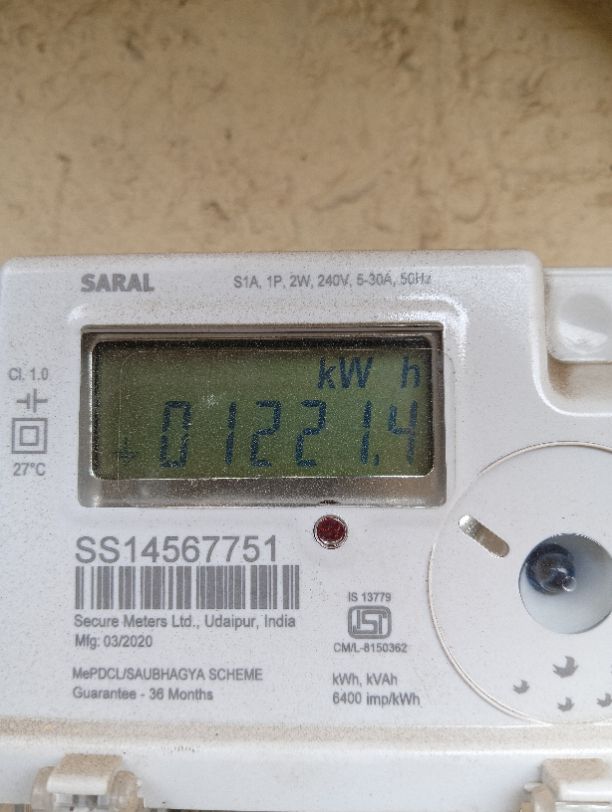 SARAL
S1A, 1P, 2W, 240V, 5-30A, 50Hz
Cl. 1.0
27°C
kW h
01221.4
SS14567751
Secure Meters Ltd., Udaipur, India
Mfg: 03/2020
MePDCL/SAUBHAGYA SCHEME
Guarantee - 36 Months
IS 13779
ISI
CM/L-8150362
kWh, kVAh
6400 imp/kWh